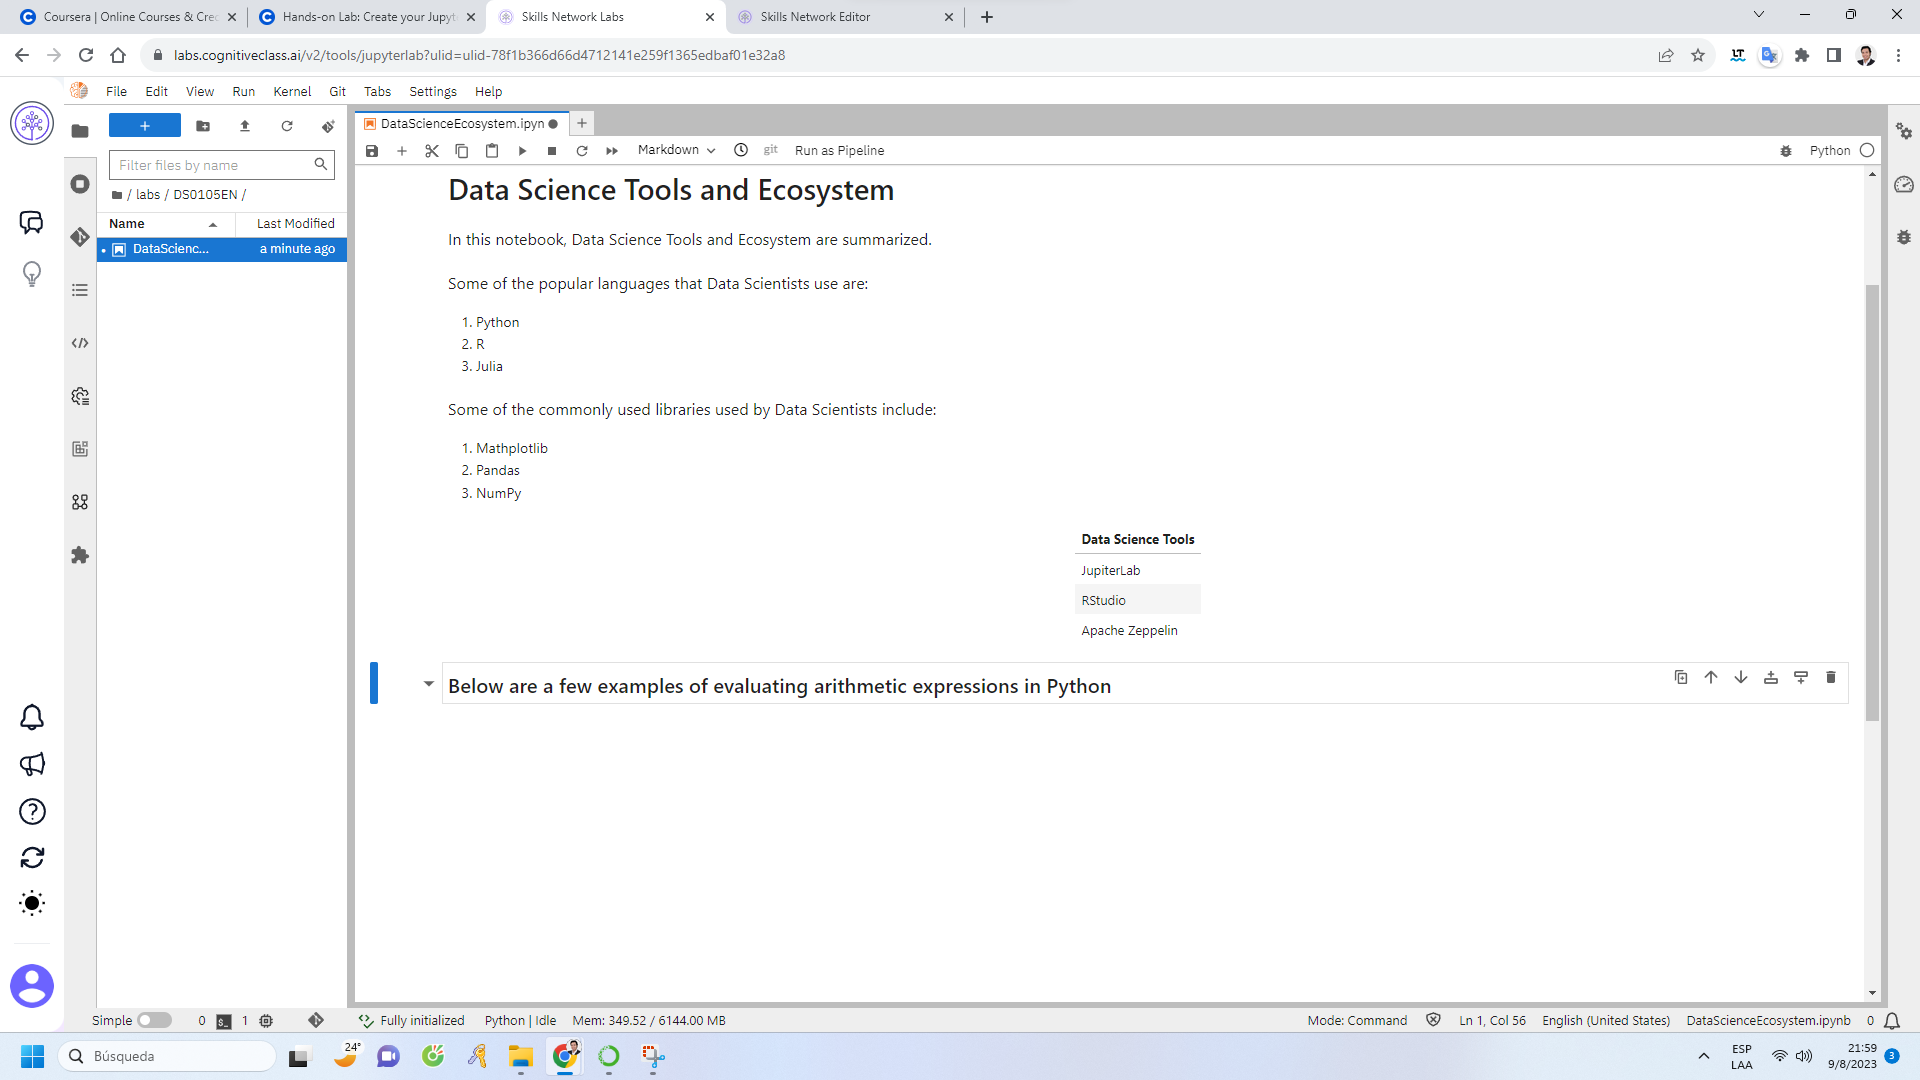 Coursera | Online Courses & Cre
Hands-on Lab: Create your Jupyt
Skills Network Labs
Skills Network Editor
labs.cognitiveclass.ai/v2/tools/jupyterlab?ulid=ulid-78f1b366d66d4712141e259f1365edbaf01e32a8
File Edit View Run Kernel Git Tabs Settings Help
DataScienceEcosystem.ipyn
Markdown
git
Run as Pipeline
Python
Filter files by name
/ labs / DS0105EN /
Name
Last Modified
DataScienc...
a minute ago
Data Science Tools and Ecosystem
In this notebook, Data Science Tools and Ecosystem are summarized.
Some of the popular languages that Data Scientists use are:
1. Python
2. R
3. Julia
Some of the commonly used libraries used by Data Scientists include:
1. Mathplotlib
2. Pandas
3. NumPy
Data Science Tools
JupiterLab
RStudio
Apache Zeppelin
Below are a few examples of evaluating arithmetic expressions in Python
Simple
0
1
Fully initialized
Python | Idle
Mem: 349.52 / 6144.00 MB
Mode: Command
Ln 1, Col 56
English (United States)
DataScienceEcosystem.ipynb
0
Búsqueda
24°
ESP
LAA
21:59
9/8/2023
3